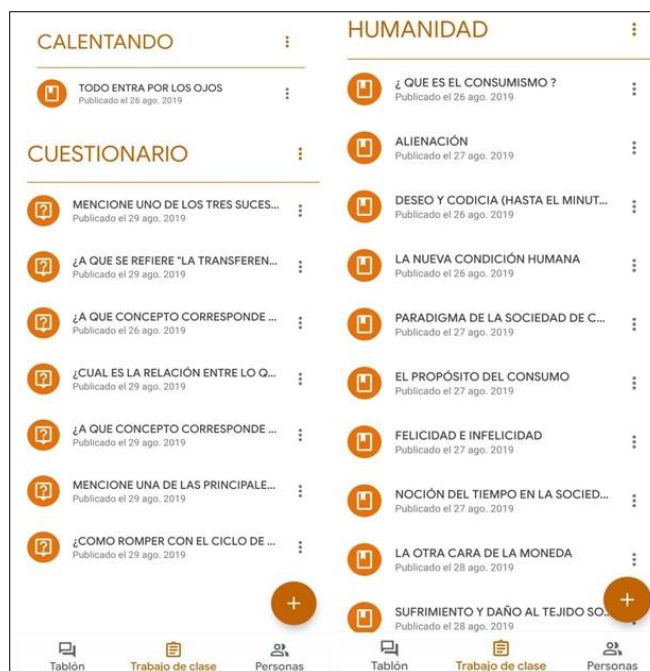 CALENTANDO
TODO ENTRA POR LOS OJOS
Publicado el 26 ago. 2019
CUESTIONARIO
MENCIONE UNO DE LOS TRES SUCES...
Publicado el 29 ago. 2019
¿A QUE SE REFIERE "LA TRANSFEREN...
Publicado el 29 ago. 2019
¿A QUE CONCEPTO CORRESPONDE ...
Publicado el 26 ago. 2019
¿CUAL ES LA RELACIÓN ENTRE LO Q...
Publicado el 29 ago. 2019
¿A QUE CONCEPTO CORRESPONDE ...
Publicado el 29 ago. 2019
MENCIONE UNA DE LAS PRINCIPALE...
Publicado el 29 ago. 2019
¿COMO ROMPER CON EL CICLO DE ...
Publicado el 29 ago. 2019
Tablón
Trabajo de clase
Personas
HUMANIDAD
¿ QUE ES EL CONSUMISMO ?
Publicado el 26 ago. 2019
ALIENACIÓN
Publicado el 27 ago. 2019
DESEO Y CODICIA (HASTA EL MINUT...
Publicado el 26 ago. 2019
LA NUEVA CONDICIÓN HUMANA
Publicado el 26 ago. 2019
PARADIGMA DE LA SOCIEDAD DE C...
Publicado el 27 ago. 2019
EL PROPÓSITO DEL CONSUMO
Publicado el 27 ago. 2019
FELICIDAD E INFELICIDAD
Publicado el 27 ago. 2019
NOCIÓN DEL TIEMPO EN LA SOCIED...
Publicado el 27 ago. 2019
LA OTRA CARA DE LA MONEDA
Publicado el 28 ago. 2019
SUFRIMIENTO Y DAÑO AL TEJIDO SO...
Publicado el 28 ago. 2019
Tablón
Trabajo de clase
Personas